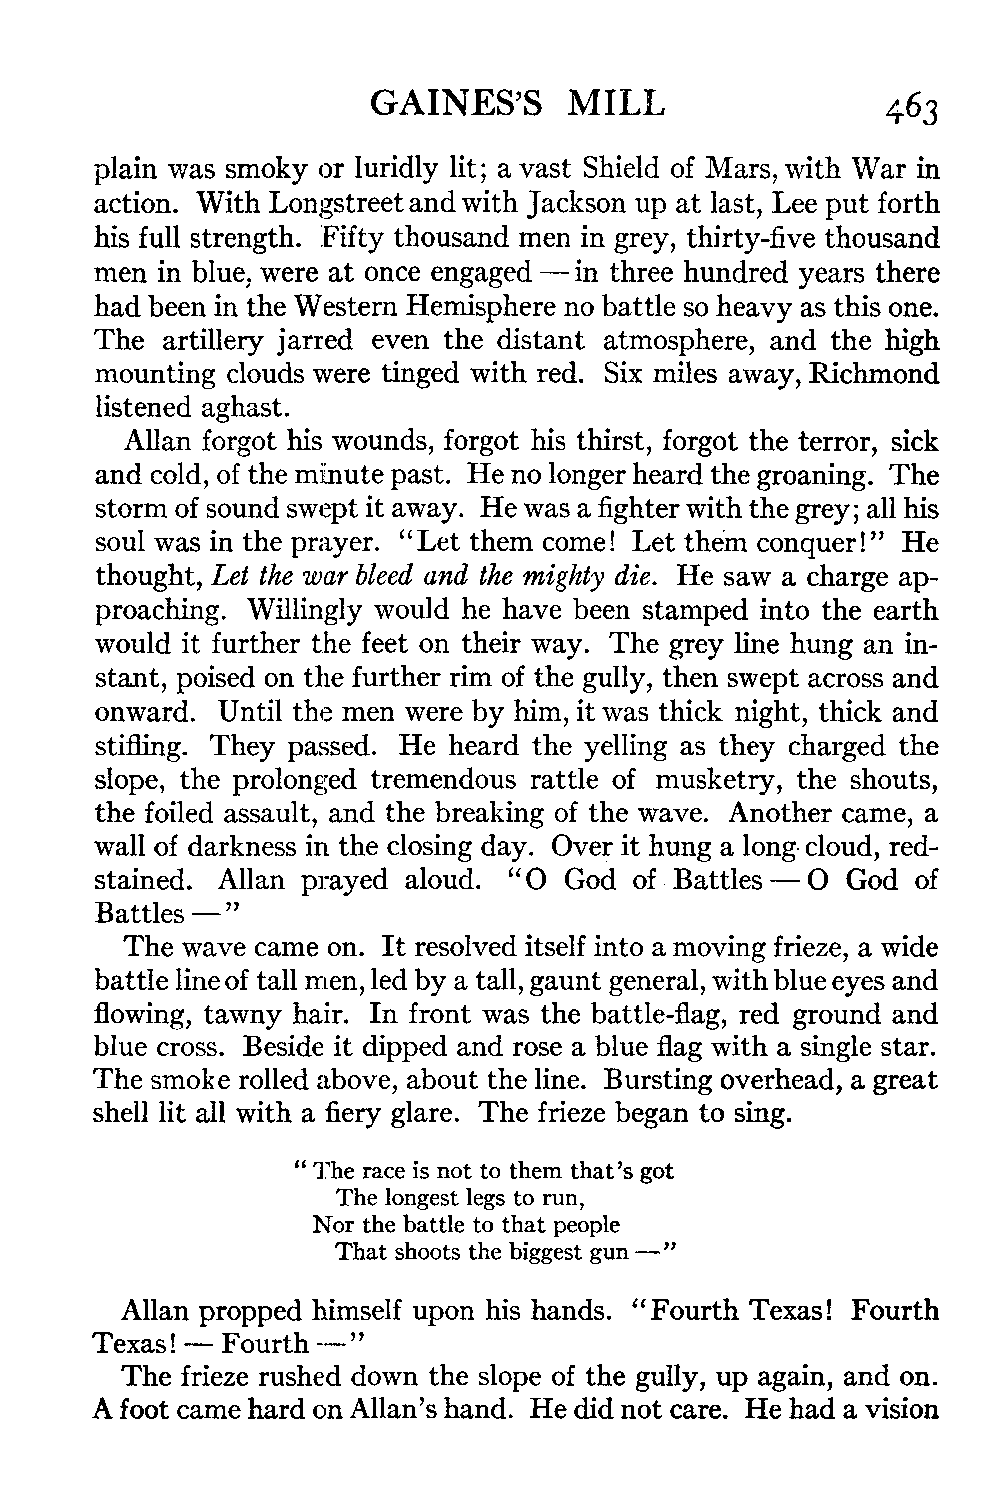 GAINES'S MILL 463
plain was smoky or luridly lit; a vast Shield of Mars, with War in
action. With Longstreet and with Jackson up at last, Lee put forth
his full strength. Fifty thousand men in grey, thirty-five thousand
men in blue, were at once engaged — in three hundred years there
had been in the Western Hemisphere no battle so heavy as this one.
The artillery jarred even the distant atmosphere, and the high
mounting clouds were tinged with red. Six miles away, Richmond
listened aghast.
Allan forgot his wounds, forgot his thirst, forgot the terror, sick
and cold, of the minute past. He no longer heard the groaning. The
storm of sound swept it away. He was a fighter with the grey; all his
soul was in the prayer. "Let them come! Let them conquer!" He
thought, Let the war bleed and the mighty die. He saw a charge ap-
proaching. Willingly would he have been stamped into the earth
would it further the feet on their way. The grey line hung an in-
stant, poised on the further rim of the gully, then swept across and
onward. Until the men were by him, it was thick night, thick and
stifling. They passed. He heard the yelling as they charged the
slope, the prolonged tremendous rattle of musketry, the shouts,
the foiled assault, and the breaking of the wave. Another came, a
wall of darkness in the closing day. Over it hung a long cloud, red-
stained. Allan prayed aloud. "O God of Battles — O God of
Battles —"
The wave came on. It resolved itself into a moving frieze, a wide
battle line of tall men, led by a tall, gaunt general, with blue eyes and
flowing, tawny hair. In front was the battle-flag, red ground and
blue cross. Beside it dipped and rose a blue flag with a single star.
The smoke rolled above, about the line. Bursting overhead, a great
shell lit all with a fiery glare. The frieze began to sing.
"The race is not to them that's got
The longest legs to run,
Nor the battle to that people
That shoots the biggest gun —"
Allan propped himself upon his hands. "Fourth Texas! Fourth
Texas! — Fourth —"
The frieze rushed down the slope of the gully, up again, and on.
A foot came hard on Allan's hand. He did not care. He had a vision